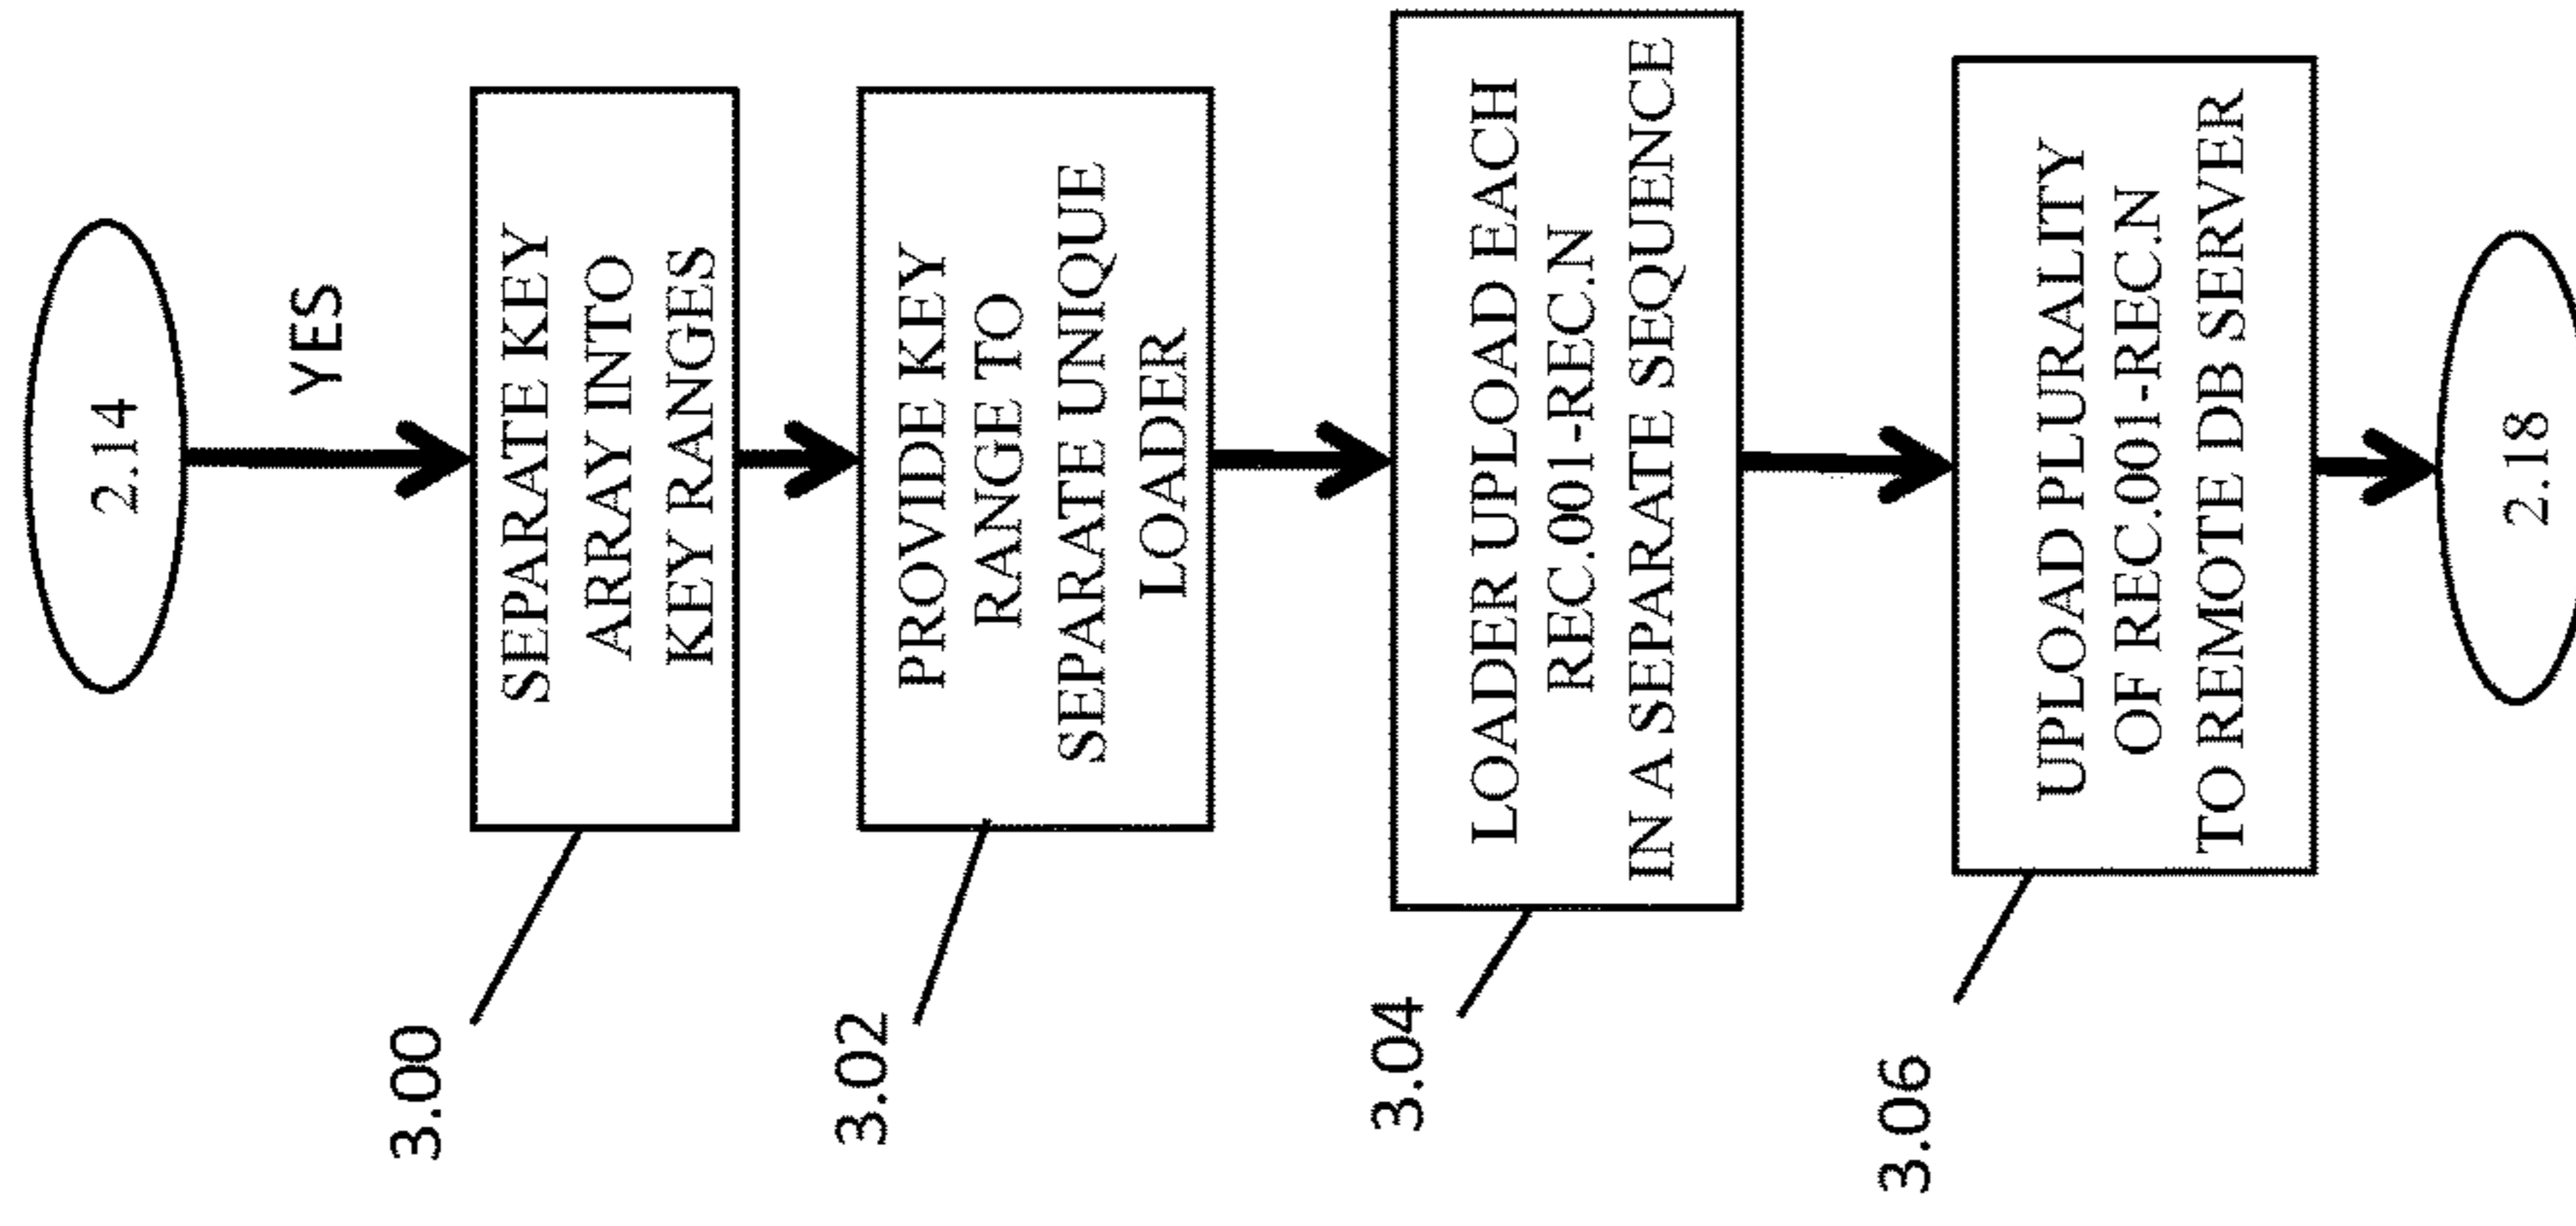 2.14
YES
3.00
SEPARATE KEY
ARRAY INTO
KEY RANGES
3.02
PROVIDE KEY
RANGE TO
SEPARATE UNIQUE
LOADER
3.04
LOADER UPLOAD EACH
REC.001-REC.N
IN A SEPARATE SEQUENCE
3.06
UPLOAD PLURALITY
OF REC.001-REC.N
TO REMOTE DB SERVER
2.18